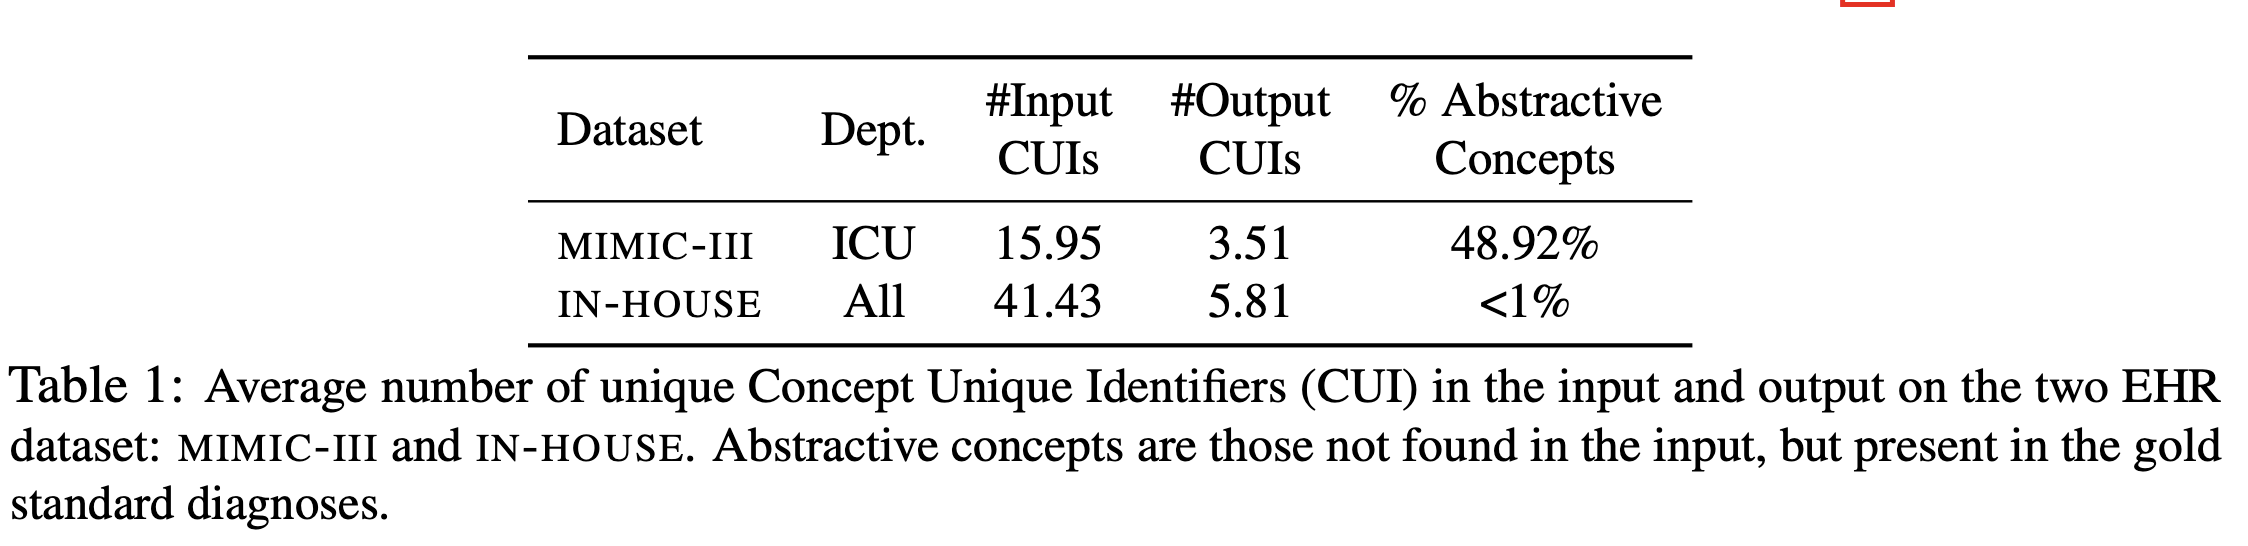 Dataset Dept. #Input CUIs #Output CUIs % Abstractive Concepts
MIMIC-III ICU 15.95 3.51 48.92%
IN-HOUSE All 41.43 5.81 <1%
Table 1: Average number of unique Concept Unique Identifiers (CUI) in the input and output on the two EHR
dataset: MIMIC-III and IN-HOUSE. Abstractive concepts are those not found in the input, but present in the gold
standard diagnoses.